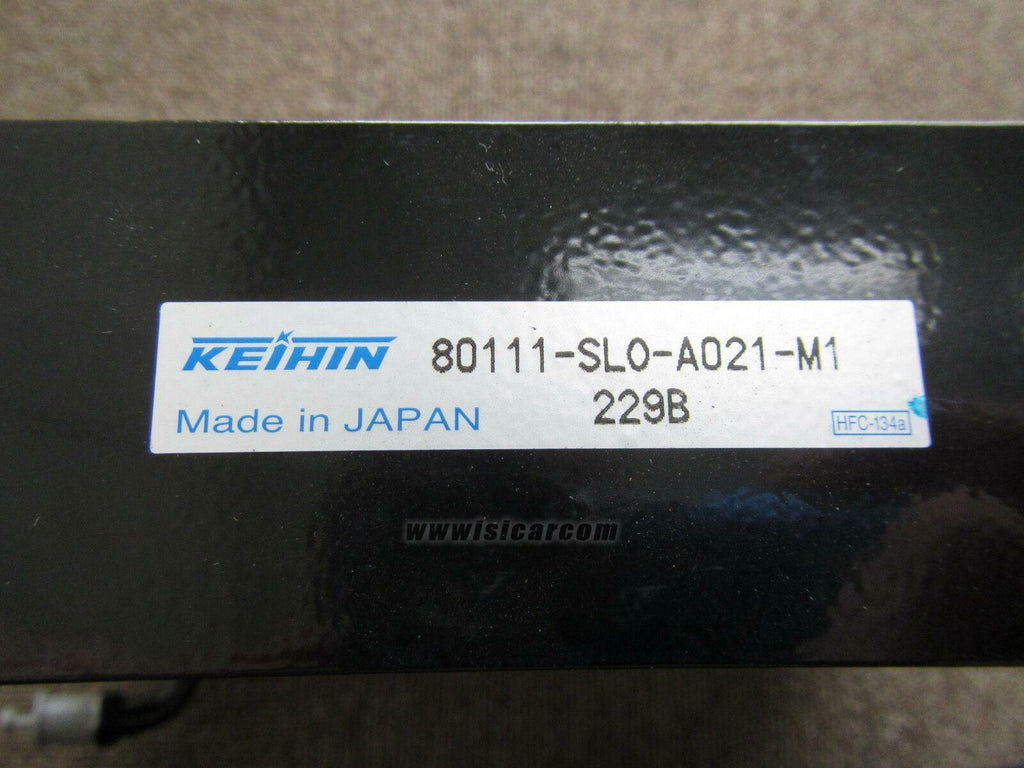 KEIHIN 80111-SL0-A021-M1
229B
Made in JAPAN
HFC-134a
wwwisicarcom